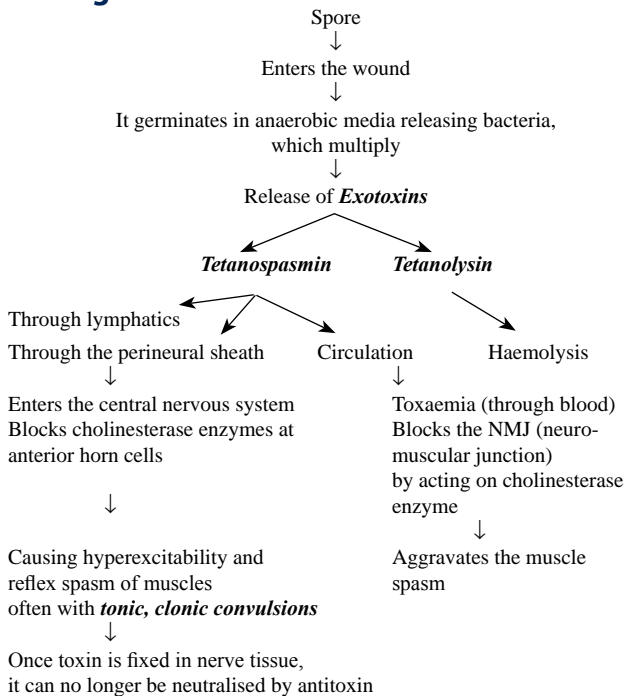 Spore
↓
Enters the wound
↓
It germinates in anaerobic media releasing bacteria,
which multiply
↓
Release of Exotoxins
Tetanospasmin
Tetanolysin
Through lymphatics
Through the perineural sheath
Circulation
Haemolysis
↓
Enters the central nervous system
Blocks cholinesterase enzymes at
anterior horn cells
↓
Causing hyperexcitability and
reflex spasm of muscles
often with tonic, clonic convulsions
↓
Once toxin is fixed in nerve tissue,
it can no longer be neutralised by antitoxin
↓
Toxaemia (through blood)
Blocks the NMJ (neuro-
muscular junction)
by acting on cholinesterase
enzyme
↓
Aggravates the muscle
spasm